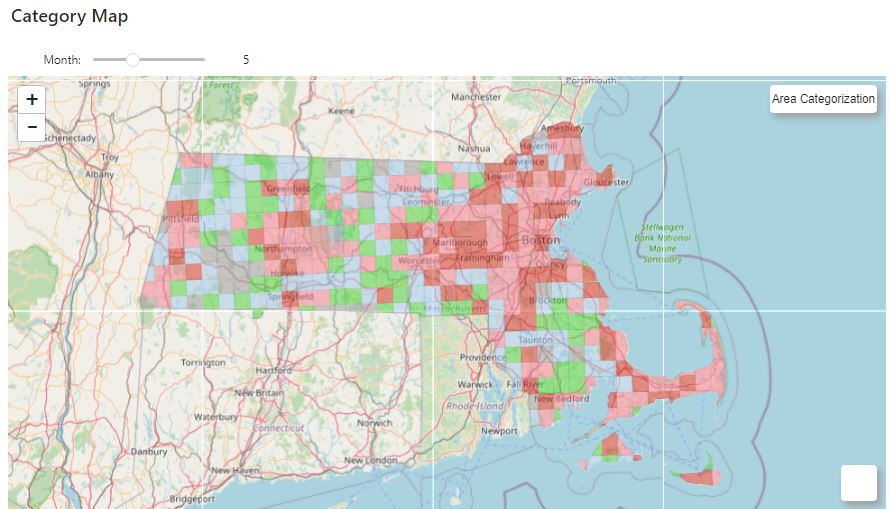 Category Map
Month: 5
+
−
Area Categorization
Springs
Forest
Portsmouth
Manchester
Keene
Schenectady
Nashua
Amesbury
Haverhill
Troy
Lawrence
Albany
Lowell
Gloucester
Greenfield
Fitchburg
Leominster
Peabody
Pittsfield
Lynn
Stellwagen
Bank National
Marine
Sanctuary
Northampton
Marlborough
Boston
Worcester
Framingham
Quincy
Holyoke
Springfield
Brockton
Massachusetts
Taunton
Providence
Torrington
Hartford
Warwick
Fall River
New Britain
New Bedford
Rhode Island
Waterbury
Norwich
Connecticut
Newport
Danbury
New London
New Haven
Bridgeport